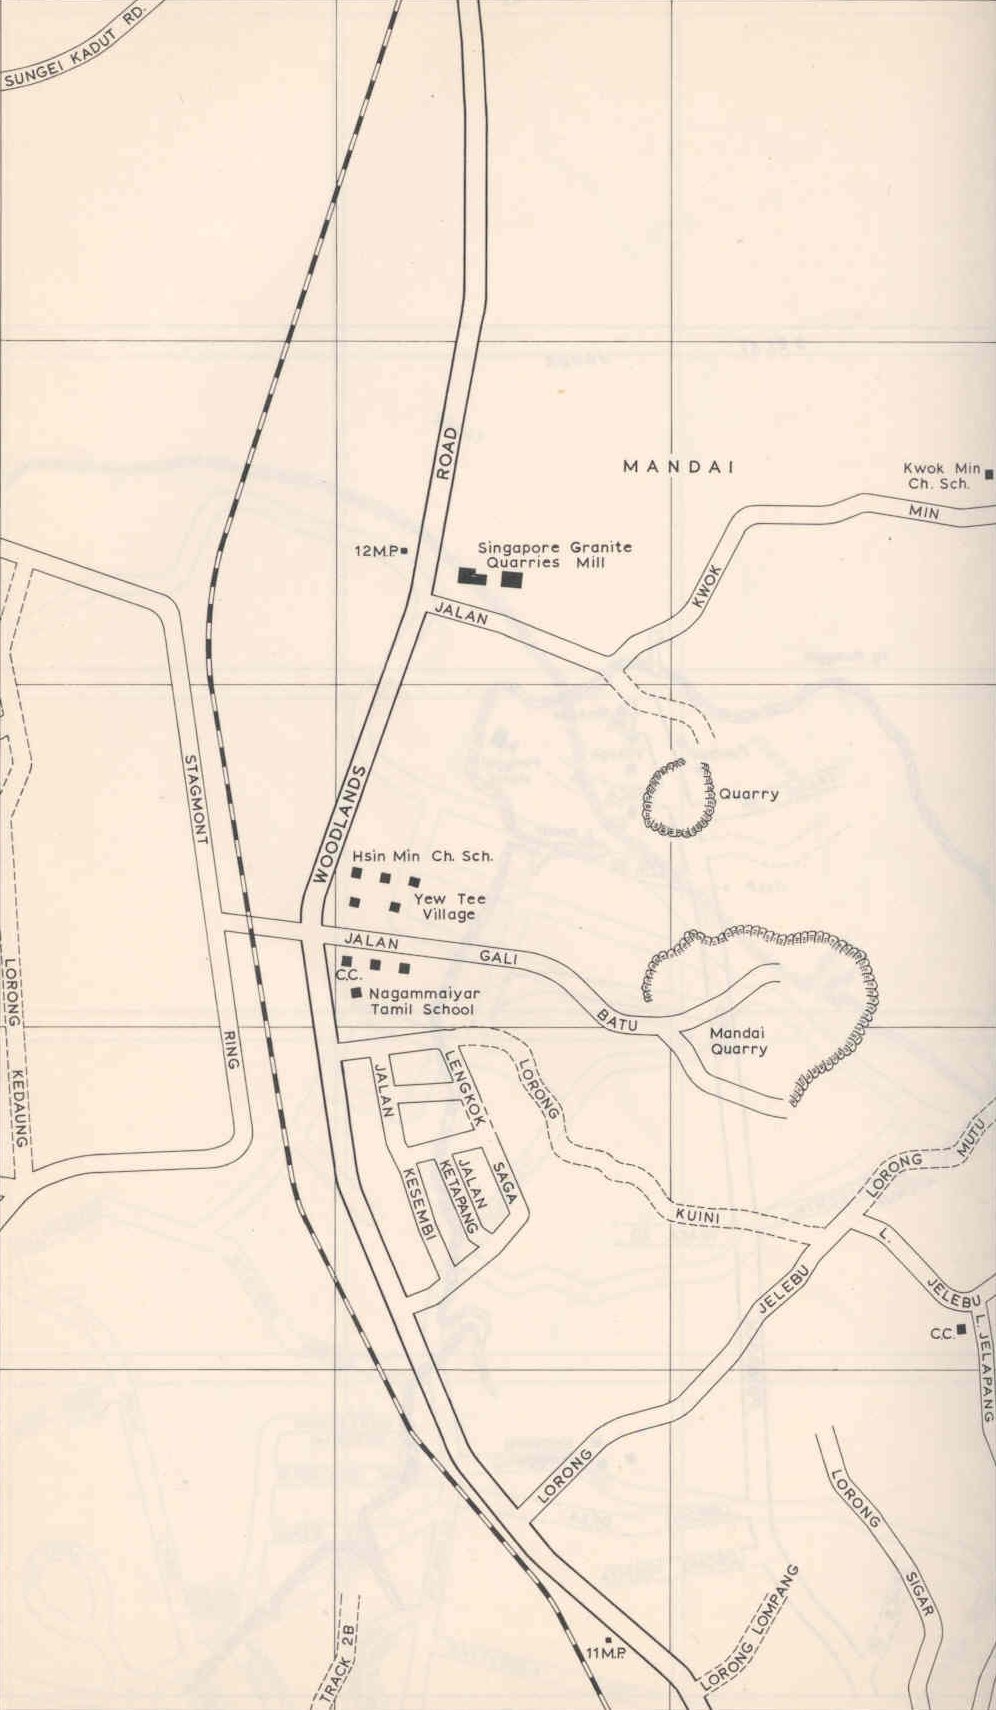 SUNGEI KADUT RD.
ROAD
MANDAI
Kwok Min
Ch. Sch.
MIN
12M.P.
Singapore Granite
Quarries Mill
KWOK
JALAN
STAGMONT
WOODLANDS
Quarry
Hsin Min Ch. Sch.
Yew Tee
Village
JALAN
GALI
BATU
C.C.
Nagammaiyar
Tamil School
Mandai
Quarry
LORONG
KEDAUNG
RING
JALAN
LENGKOK
LORONG
KESEMBI
JALAN
KETAPANG
SAGA
KUINI
LORONG
MUTU
L.
JELEBU
JELEBU
C.C.
L. JELAPANG
LORONG
LORONG
SIGAR
LORONG LOMPANG
11M.P.
TRACK 2B